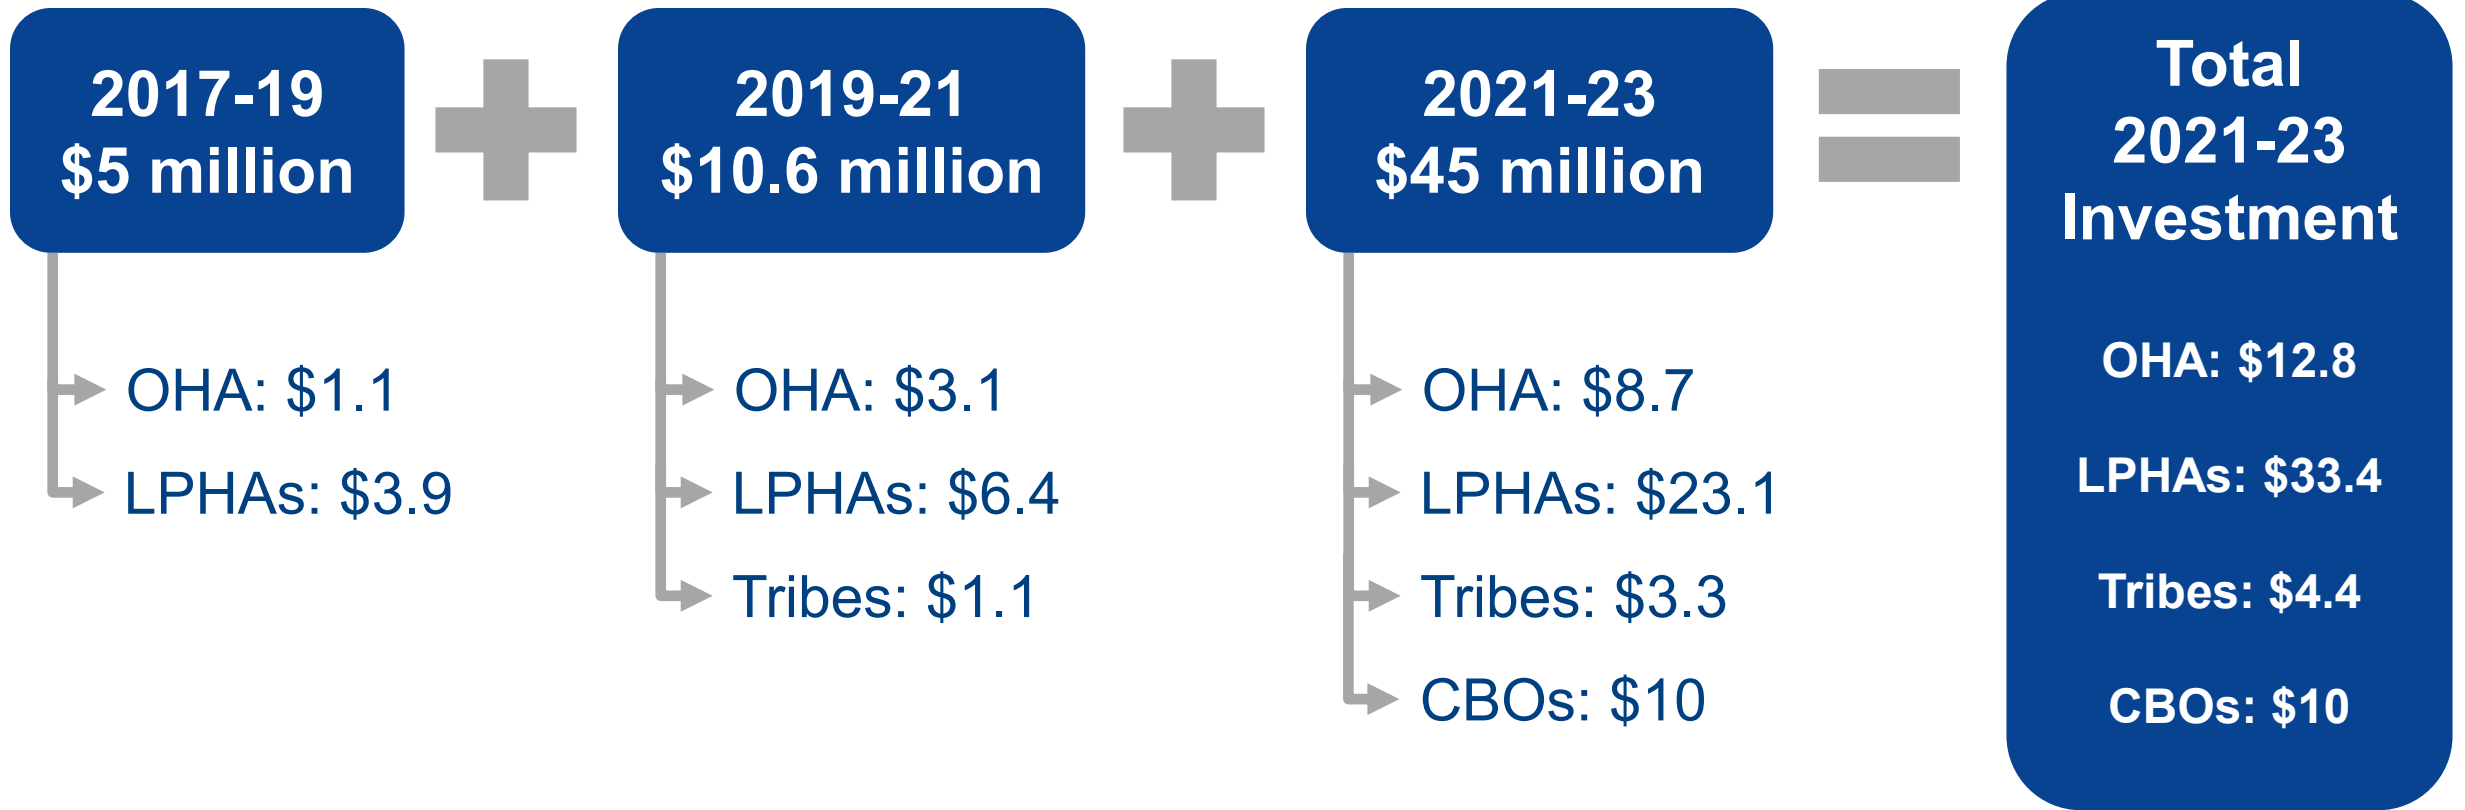 2017-19
$5 million
OHA: $1.1
LPHAs: $3.9
2019-21
$10.6 million
OHA: $3.1
LPHAs: $6.4
Tribes: $1.1
2021-23
$45 million
OHA: $8.7
LPHAs: $23.1
Tribes: $3.3
CBOs: $10
Total
2021-23
Investment
OHA: $12.8
LPHAs: $33.4
Tribes: $4.4
CBOs: $10